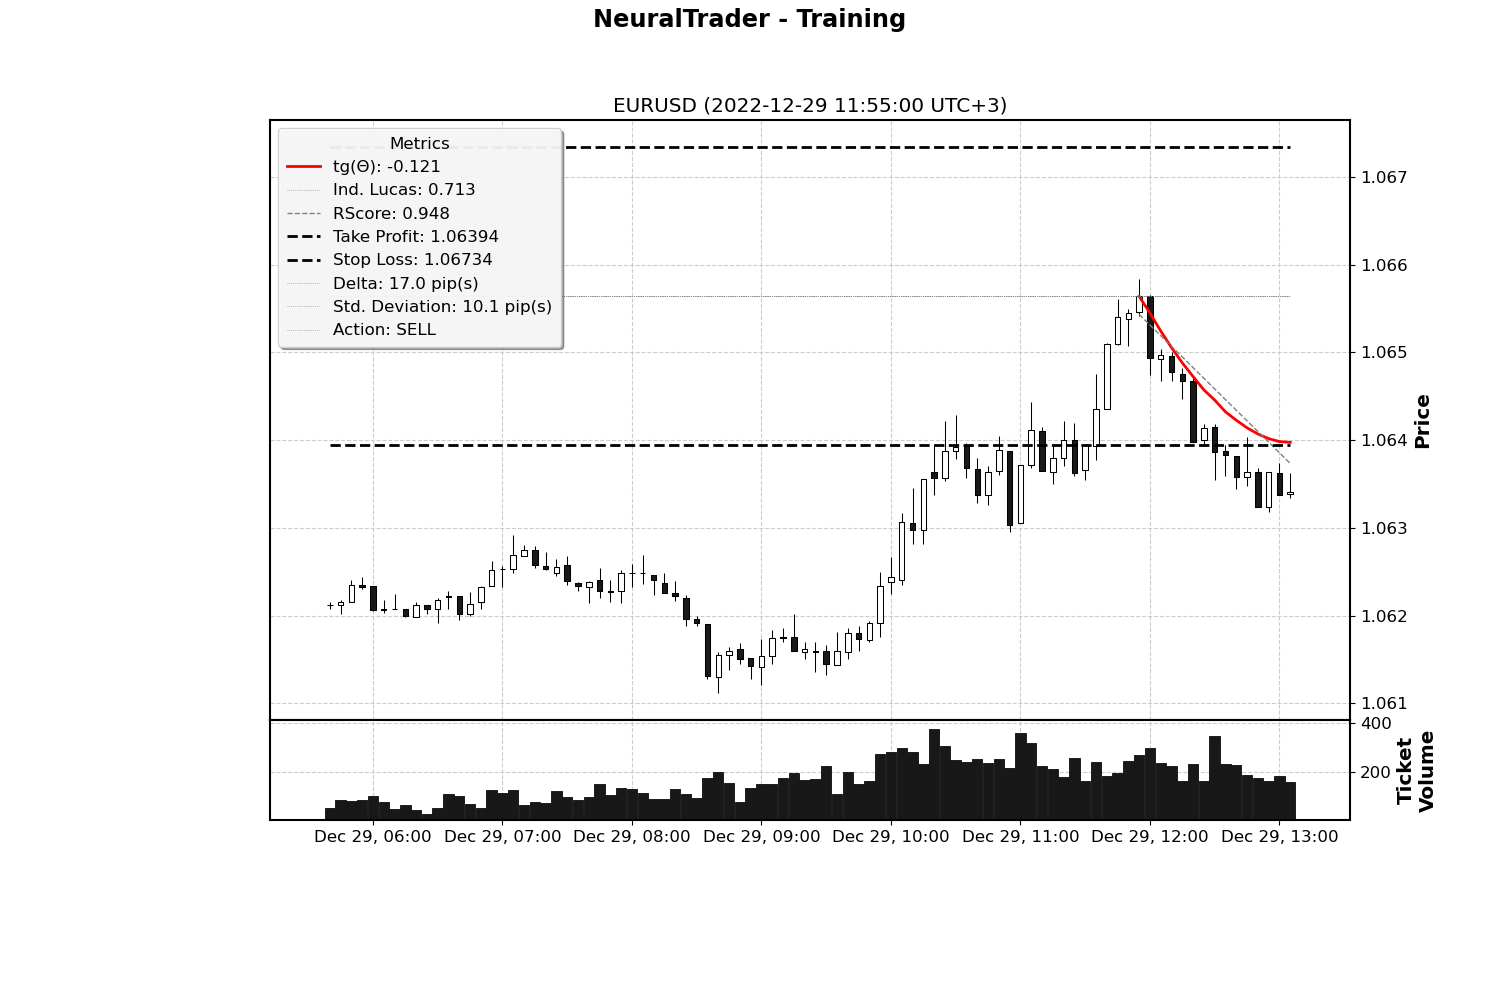 NeuralTrader - Training
EURUSD (2022-12-29 11:55:00 UTC+3)
Metrics
tg(Θ): -0.121
Ind. Lucas: 0.713
RScore: 0.948
Take Profit: 1.06394
Stop Loss: 1.06734
Delta: 17.0 pip(s)
Std. Deviation: 10.1 pip(s)
Action: SELL
1.067
1.066
1.065
1.064
1.063
1.062
1.061
Price
400
200
Ticket
Volume
Dec 29, 06:00 Dec 29, 07:00 Dec 29, 08:00 Dec 29, 09:00 Dec 29, 10:00 Dec 29, 11:00 Dec 29, 12:00 Dec 29, 13:00